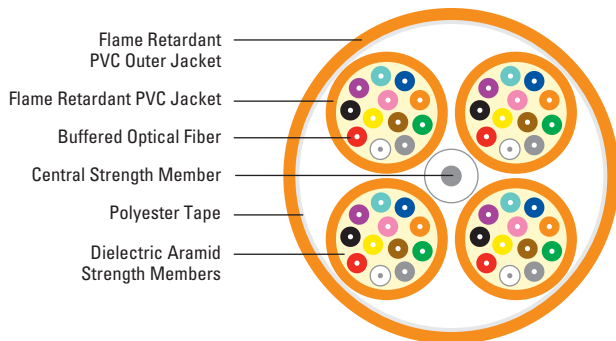 Flame Retardant
PVC Outer Jacket
Flame Retardant PVC Jacket
Buffered Optical Fiber
Central Strength Member
Polyester Tape
Dielectric Aramid
Strength Members